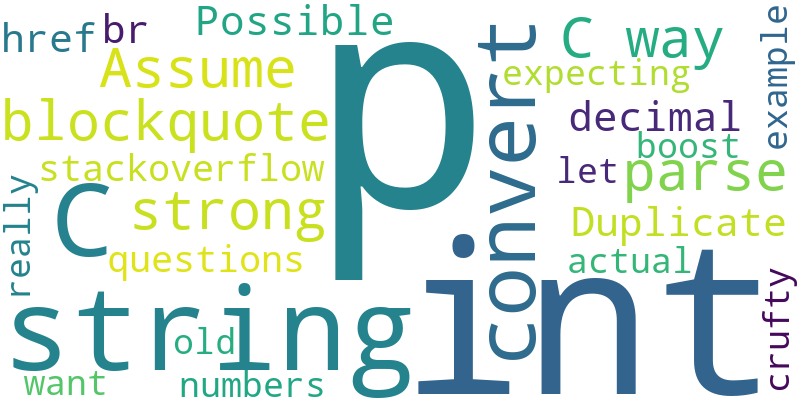 href
br
Possible
Assume
blockquote
stackoverflow
strong
C
questions
really
string
old
want
numbers
p
int
convert
C way
expecting
decimal
boost
let
parse
Duplicate
actual
example
crufty